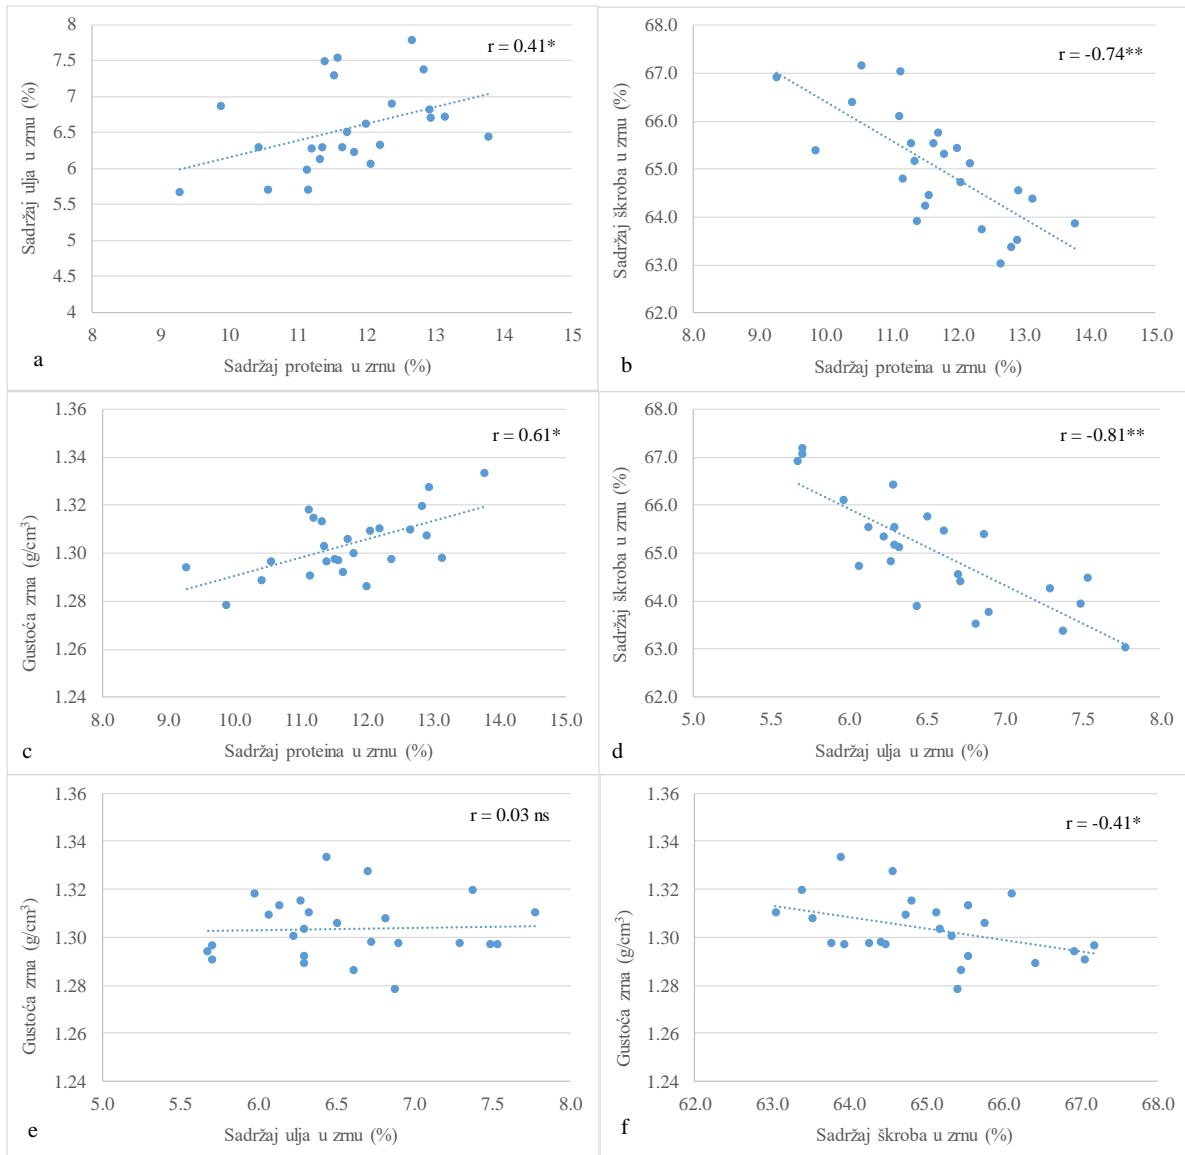 8
7.5
7
6.5
6
5.5
5
4.5
4
Sadržaj ulja u zrnu (%)
r = 0.41*
8 9 10 11 12 13 14 15
Sadržaj proteina u zrnu (%)
a
68.0
67.0
66.0
65.0
64.0
63.0
62.0
Sadržaj škroba u zrnu (%)
r = -0.74**
8.0 9.0 10.0 11.0 12.0 13.0 14.0 15.0
Sadržaj proteina u zrnu (%)
b
1.36
1.34
1.32
1.30
1.28
1.26
1.24
Gustoća zrna (g/cm³)
r = 0.61*
8.0 9.0 10.0 11.0 12.0 13.0 14.0 15.0
Sadržaj proteina u zrnu (%)
c
68.0
67.0
66.0
65.0
64.0
63.0
62.0
Sadržaj škroba u zrnu (%)
r = -0.81**
5.0 5.5 6.0 6.5 7.0 7.5 8.0
Sadržaj ulja u zrnu (%)
d
1.36
1.34
1.32
1.30
1.28
1.26
1.24
Gustoća zrna (g/cm³)
r = 0.03 ns
5.0 5.5 6.0 6.5 7.0 7.5 8.0
Sadržaj ulja u zrnu (%)
e
1.36
1.34
1.32
1.30
1.28
1.26
1.24
Gustoća zrna (g/cm³)
r = -0.41*
62.0 63.0 64.0 65.0 66.0 67.0 68.0
Sadržaj škroba u zrnu (%)
f